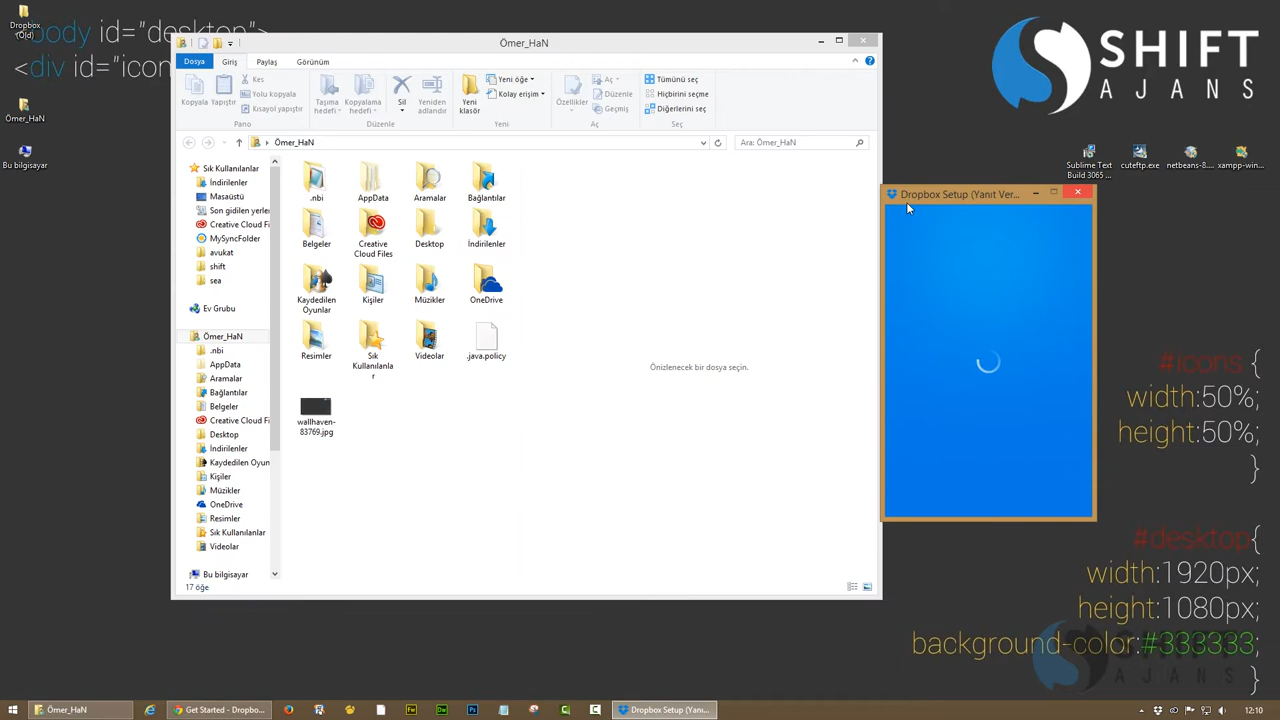 Dropbox
(Old)
body id="desktop">
<div id="icon
Ömer_HaN
Bu bilgisayar
Ömer_HaN
Dosya
Giriş
Paylaş
Görünüm
Kopyala
Yapıştır
Kes
Yolu kopyala
Kısayol yapıştır
Pano
Taşıma
hedefi
Kopyalama
hedefi
Sil
Yeniden
adlandır
Düzenle
Yeni
klasör
Yeni öğe
Kolay erişim
Yeni
Özellikler
Aç
Düzenle
Geçmiş
Aç
Tümünü seç
Hiçbirini seçme
Diğerlerini seç
Seç
Ömer_HaN
Ara: Ömer_HaN
Sık Kullanılanlar
İndirilenler
Masaüstü
Son gidilen yerler
Creative Cloud Fi
MySyncFolder
avukat
shift
sea
Ev Grubu
Ömer_HaN
.nbi
AppData
Aramalar
Bağlantılar
Belgeler
Creative Cloud Fi
Desktop
İndirilenler
Kaydedilen Oyun
Kişiler
Müzikler
OneDrive
Resimler
Sık Kullanılanlar
Videolar
Bu bilgisayar
17 öğe
.nbi
AppData
Aramalar
Bağlantılar
Belgeler
Creative
Cloud Files
Desktop
İndirilenler
Kaydedilen
Oyunlar
Kişiler
Müzikler
OneDrive
Resimler
Sık
Kullanılanla
r
Videolar
.java.policy
wallhaven-
83769.jpg
Önizlenecek bir dosya seçin.
SHIFT
AJANS
Sublime Text
Build 3065 ...
cuteftp.exe
netbeans-8....
xampp-win...
Dropbox Setup (Yanıt Ver...
#icons {
width:50%;
height:50%;
}
#desktop{
width:1920px;
height:1080px;
background-color:#333333;
}
SHIFT
AJANS
Ömer_HaN
Get Started - Dropbo...
Dropbox Setup (Yanı...
12:10